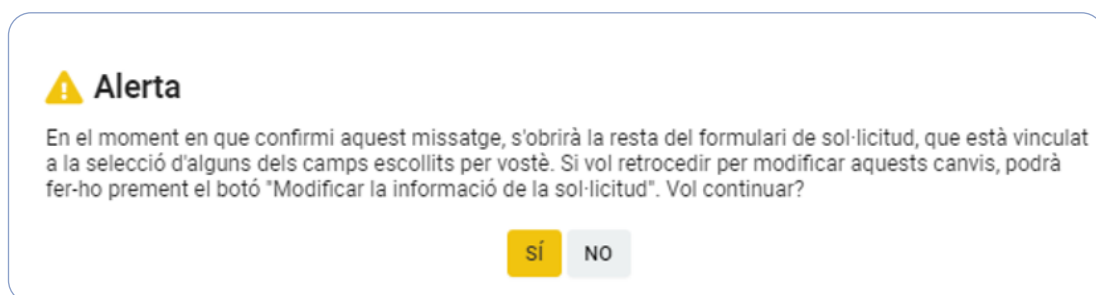 Alerta
En el moment en que confirmi aquest missatge, s'obrirà la resta del formulari de sol·licitud, que està vinculat
a la selecció d'alguns dels camps escollits per vostè. Si vol retrocedir per modificar aquests canvis, podrà
fer-ho prement el botó "Modificar la informació de la sol·licitud". Vol continuar?
SÍ NO